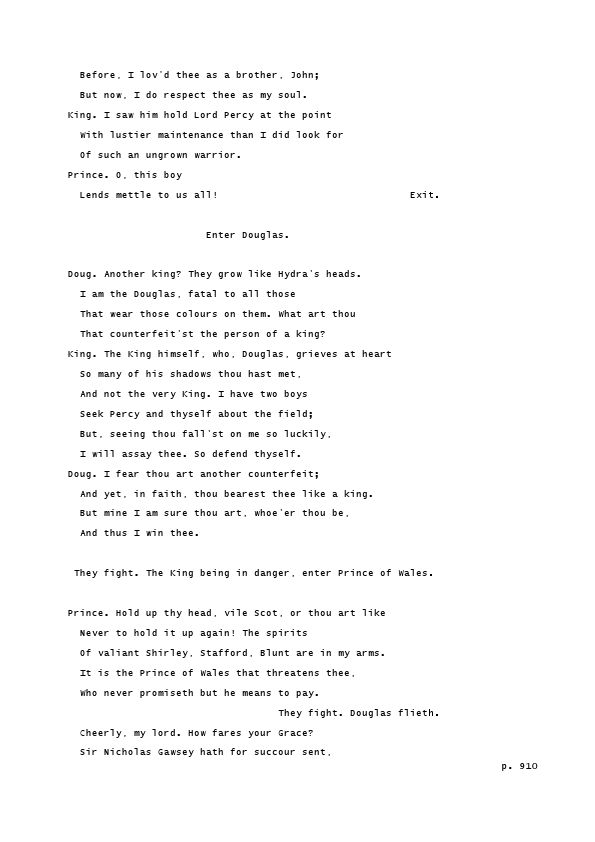 Before, I lov'd thee as a brother, John;
But now, I do respect thee as my soul.
King. I saw him hold Lord Percy at the point
With lustier maintenance than I did look for
Of such an ungrown warrior.
Prince. O, this boy
Lends mettle to us all! Exit.
Enter Douglas.
Doug. Another king? They grow like Hydra's heads.
I am the Douglas, fatal to all those
That wear those colours on them. What art thou
That counterfeit'st the person of a king?
King. The King himself, who, Douglas, grieves at heart
So many of his shadows thou hast met,
And not the very King. I have two boys
Seek Percy and thyself about the field;
But, seeing thou fall'st on me so luckily,
I will assay thee. So defend thyself.
Doug. I fear thou art another counterfeit;
And yet, in faith, thou bearest thee like a king.
But mine I am sure thou art, whoe'er thou be,
And thus I win thee.
They fight. The King being in danger, enter Prince of Wales.
Prince. Hold up thy head, vile Scot, or thou art like
Never to hold it up again! The spirits
Of valiant Shirley, Stafford, Blunt are in my arms.
It is the Prince of Wales that threatens thee,
Who never promiseth but he means to pay.
They fight. Douglas flieth.
Cheerly, my lord. How fares your Grace?
Sir Nicholas Gawsey hath for succour sent,
p. 910